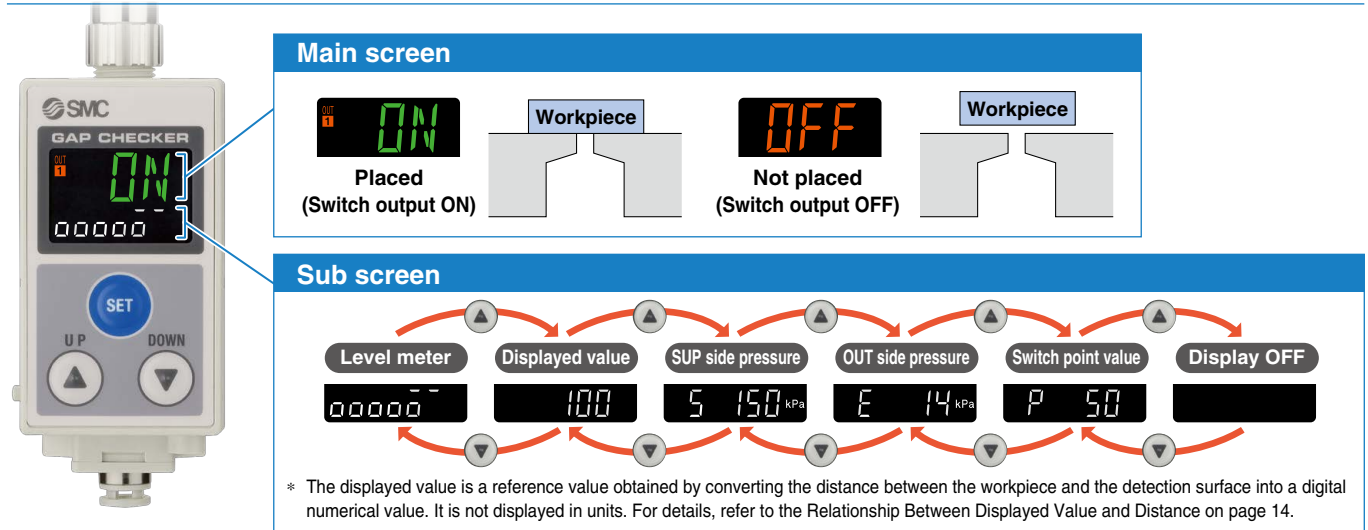 SMC
GAP CHECKER
OUT
1
ON
ooooo
SET
UP
DOWN
Main screen
OUT
1
ON
Placed
(Switch output ON)
Workpiece
OFF
Not placed
(Switch output OFF)
Workpiece
Sub screen
Level meter
Displayed value
SUP side pressure
OUT side pressure
Switch point value
Display OFF
ooooo
100
S 150 kPa
E 14 kPa
P 50
* The displayed value is a reference value obtained by converting the distance between the workpiece and the detection surface into a digital
numerical value. It is not displayed in units. For details, refer to the Relationship Between Displayed Value and Distance on page 14.